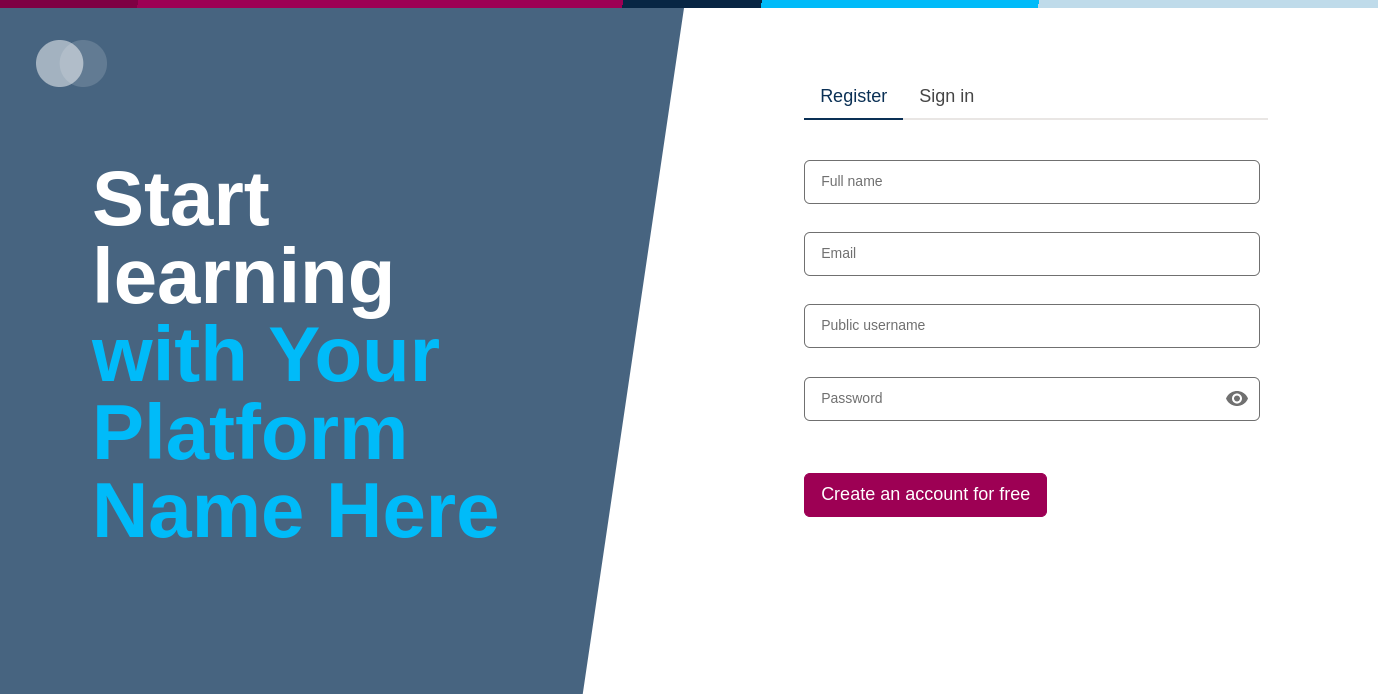 Start
learning
with Your
Platform
Name Here
Register Sign in
Full name
Email
Public username
Password
Create an account for free